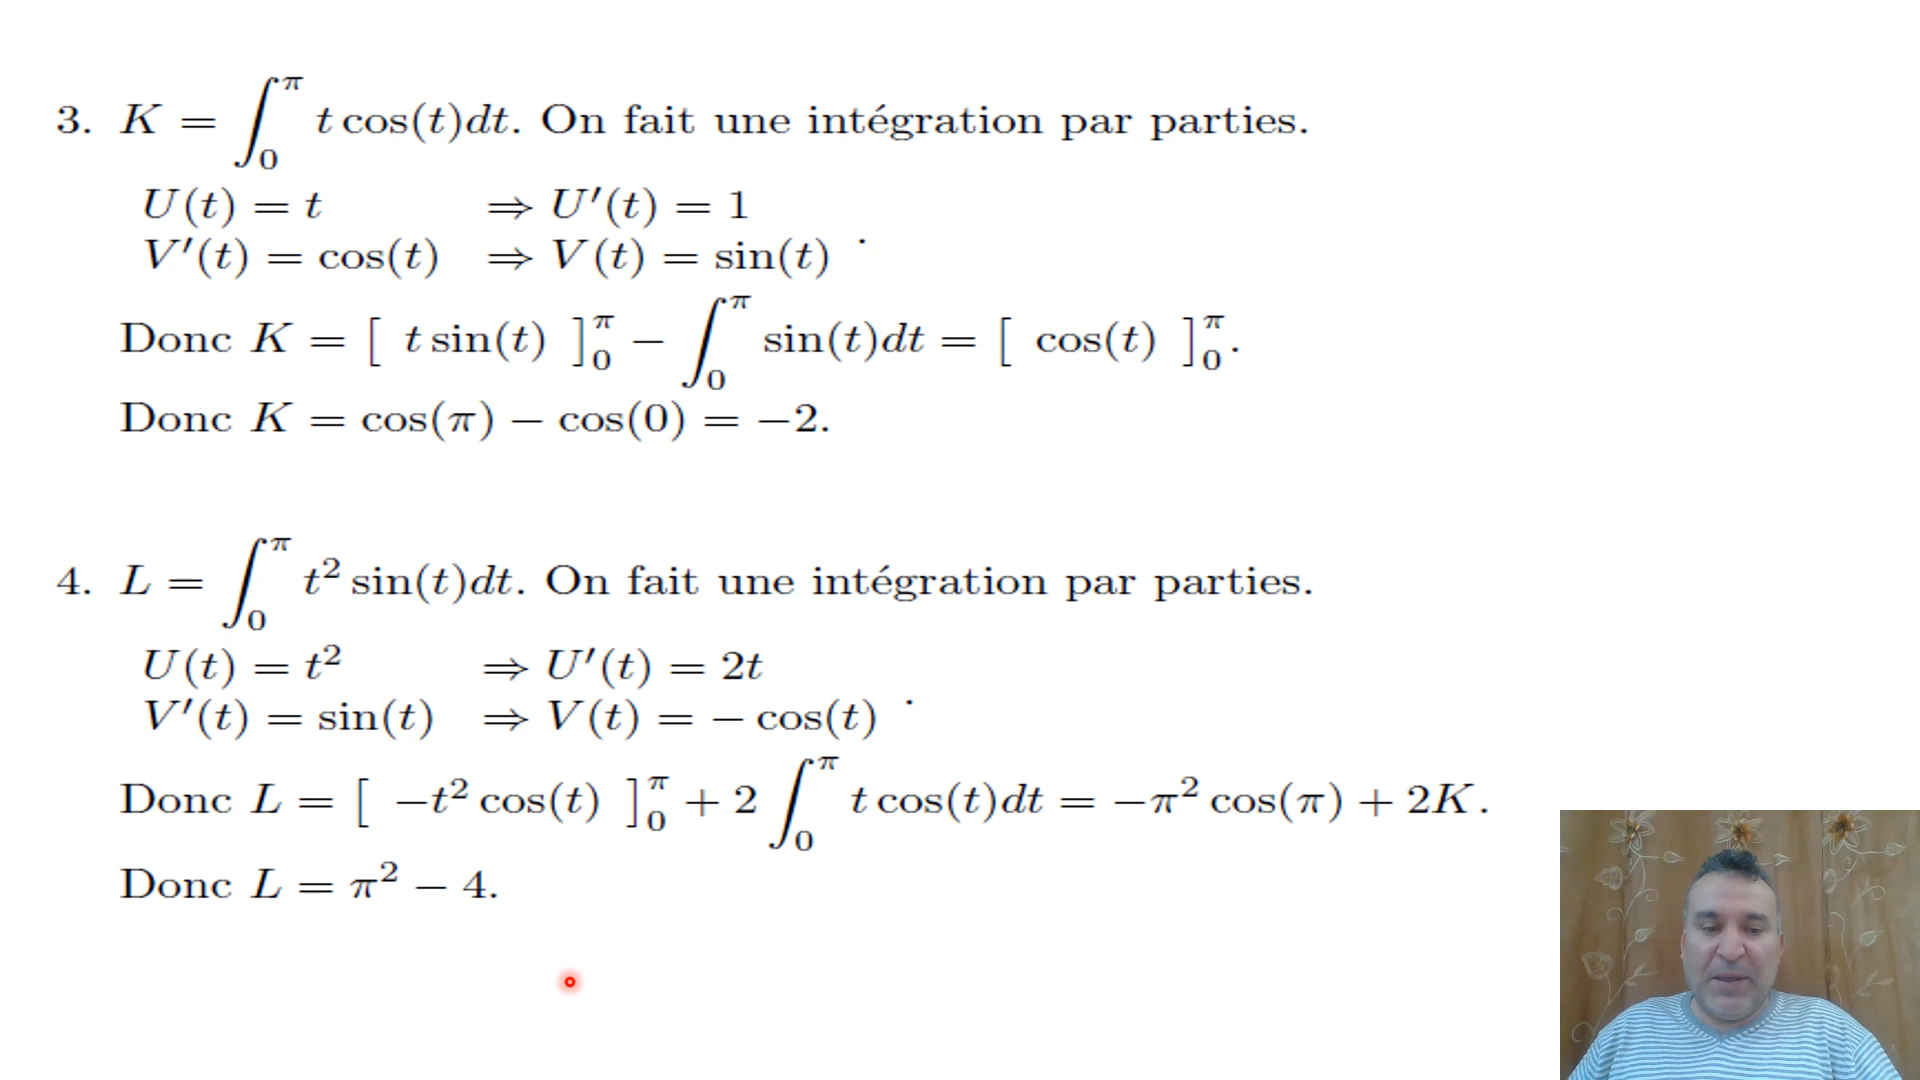 3. K = ∫₀^π t cos(t)dt. On fait une intégration par parties.
U(t) = t ⇒ U′(t) = 1
V′(t) = cos(t) ⇒ V(t) = sin(t) .
Donc K = [ t sin(t) ]₀^π − ∫₀^π sin(t)dt = [ cos(t) ]₀^π.
Donc K = cos(π) − cos(0) = −2.
4. L = ∫₀^π t² sin(t)dt. On fait une intégration par parties.
U(t) = t² ⇒ U′(t) = 2t
V′(t) = sin(t) ⇒ V(t) = − cos(t) .
Donc L = [ −t² cos(t) ]₀^π + 2 ∫₀^π t cos(t)dt = −π² cos(π) + 2K.
Donc L = π² − 4.